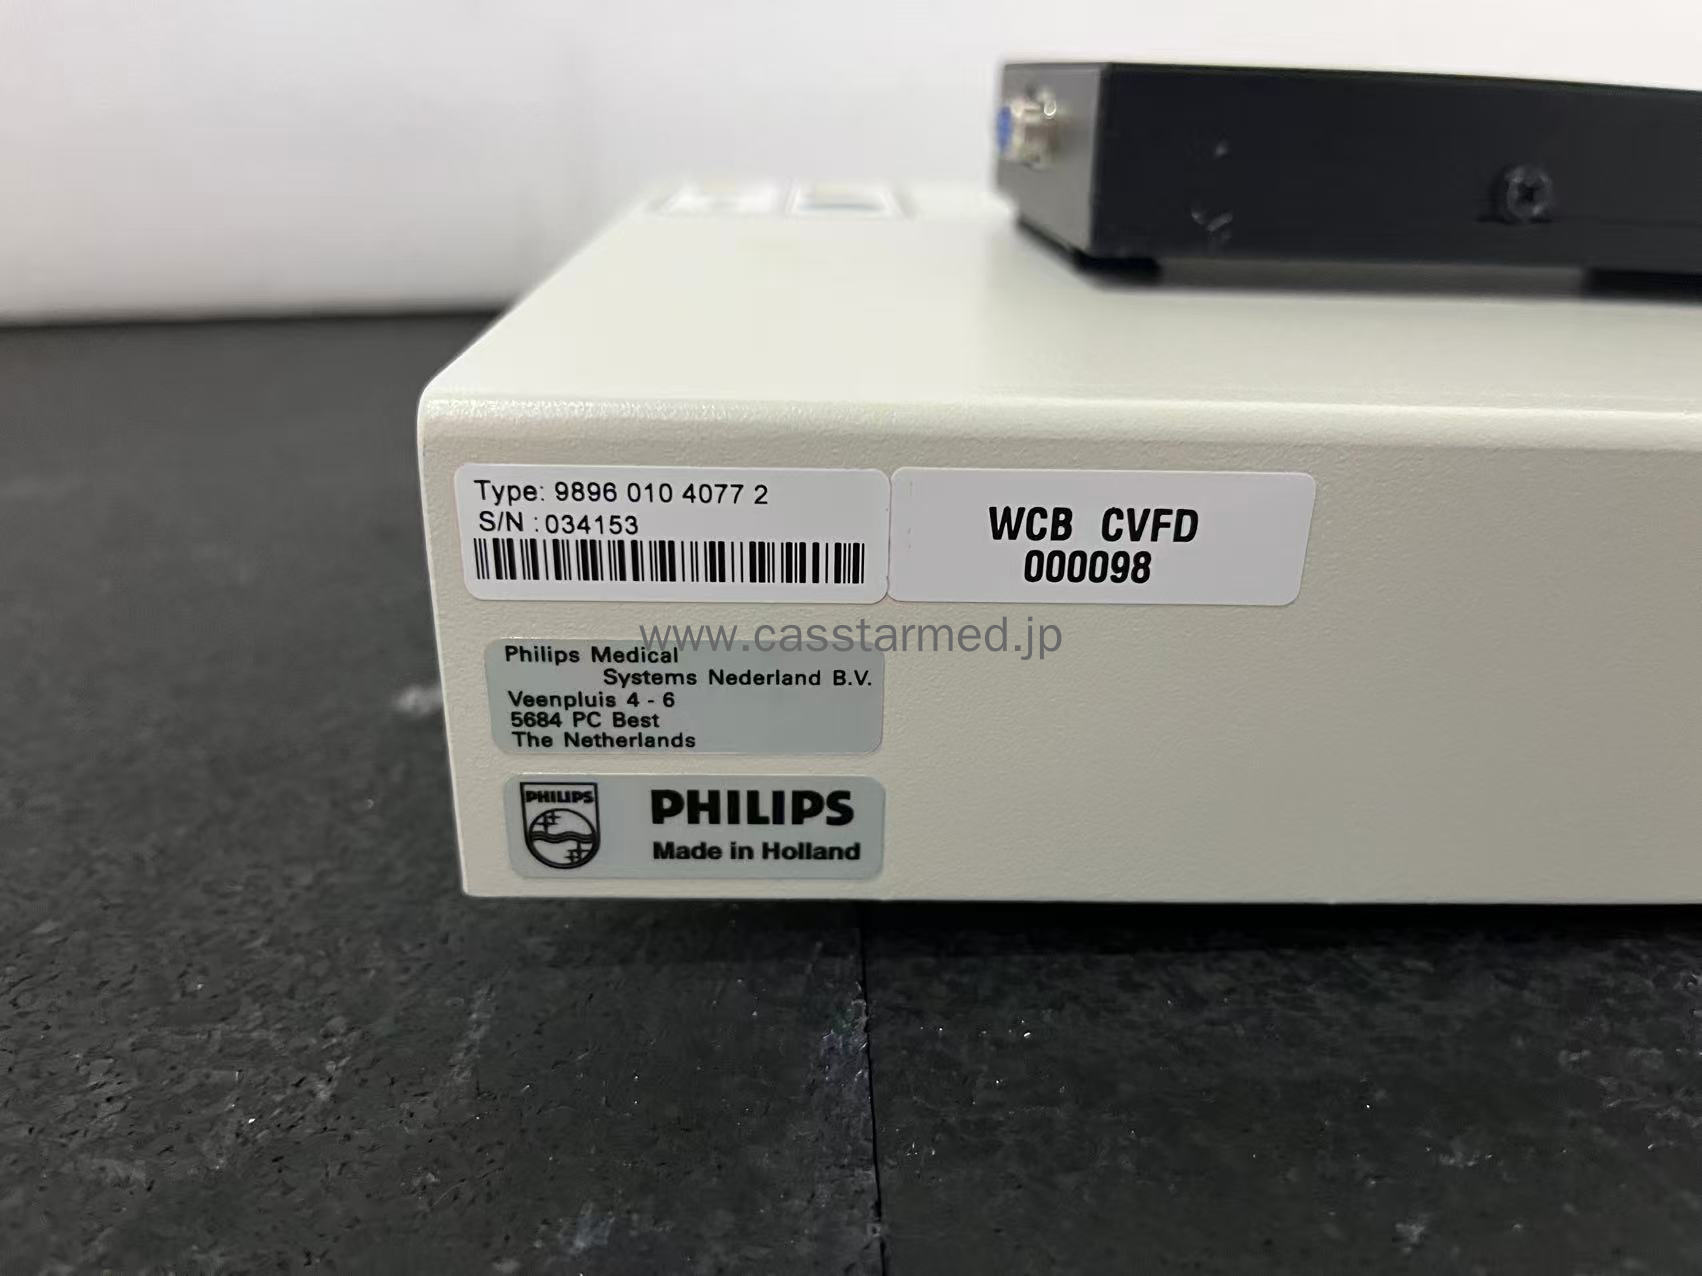 Type: 9896 010 4077 2
S/N : 034153
WCB CVFD
000098
www.casstarmed.jp
Philips Medical
Systems Nederland B.V.
Veenpluis 4 - 6
5684 PC Best
The Netherlands
PHILIPS
PHILIPS
Made in Holland